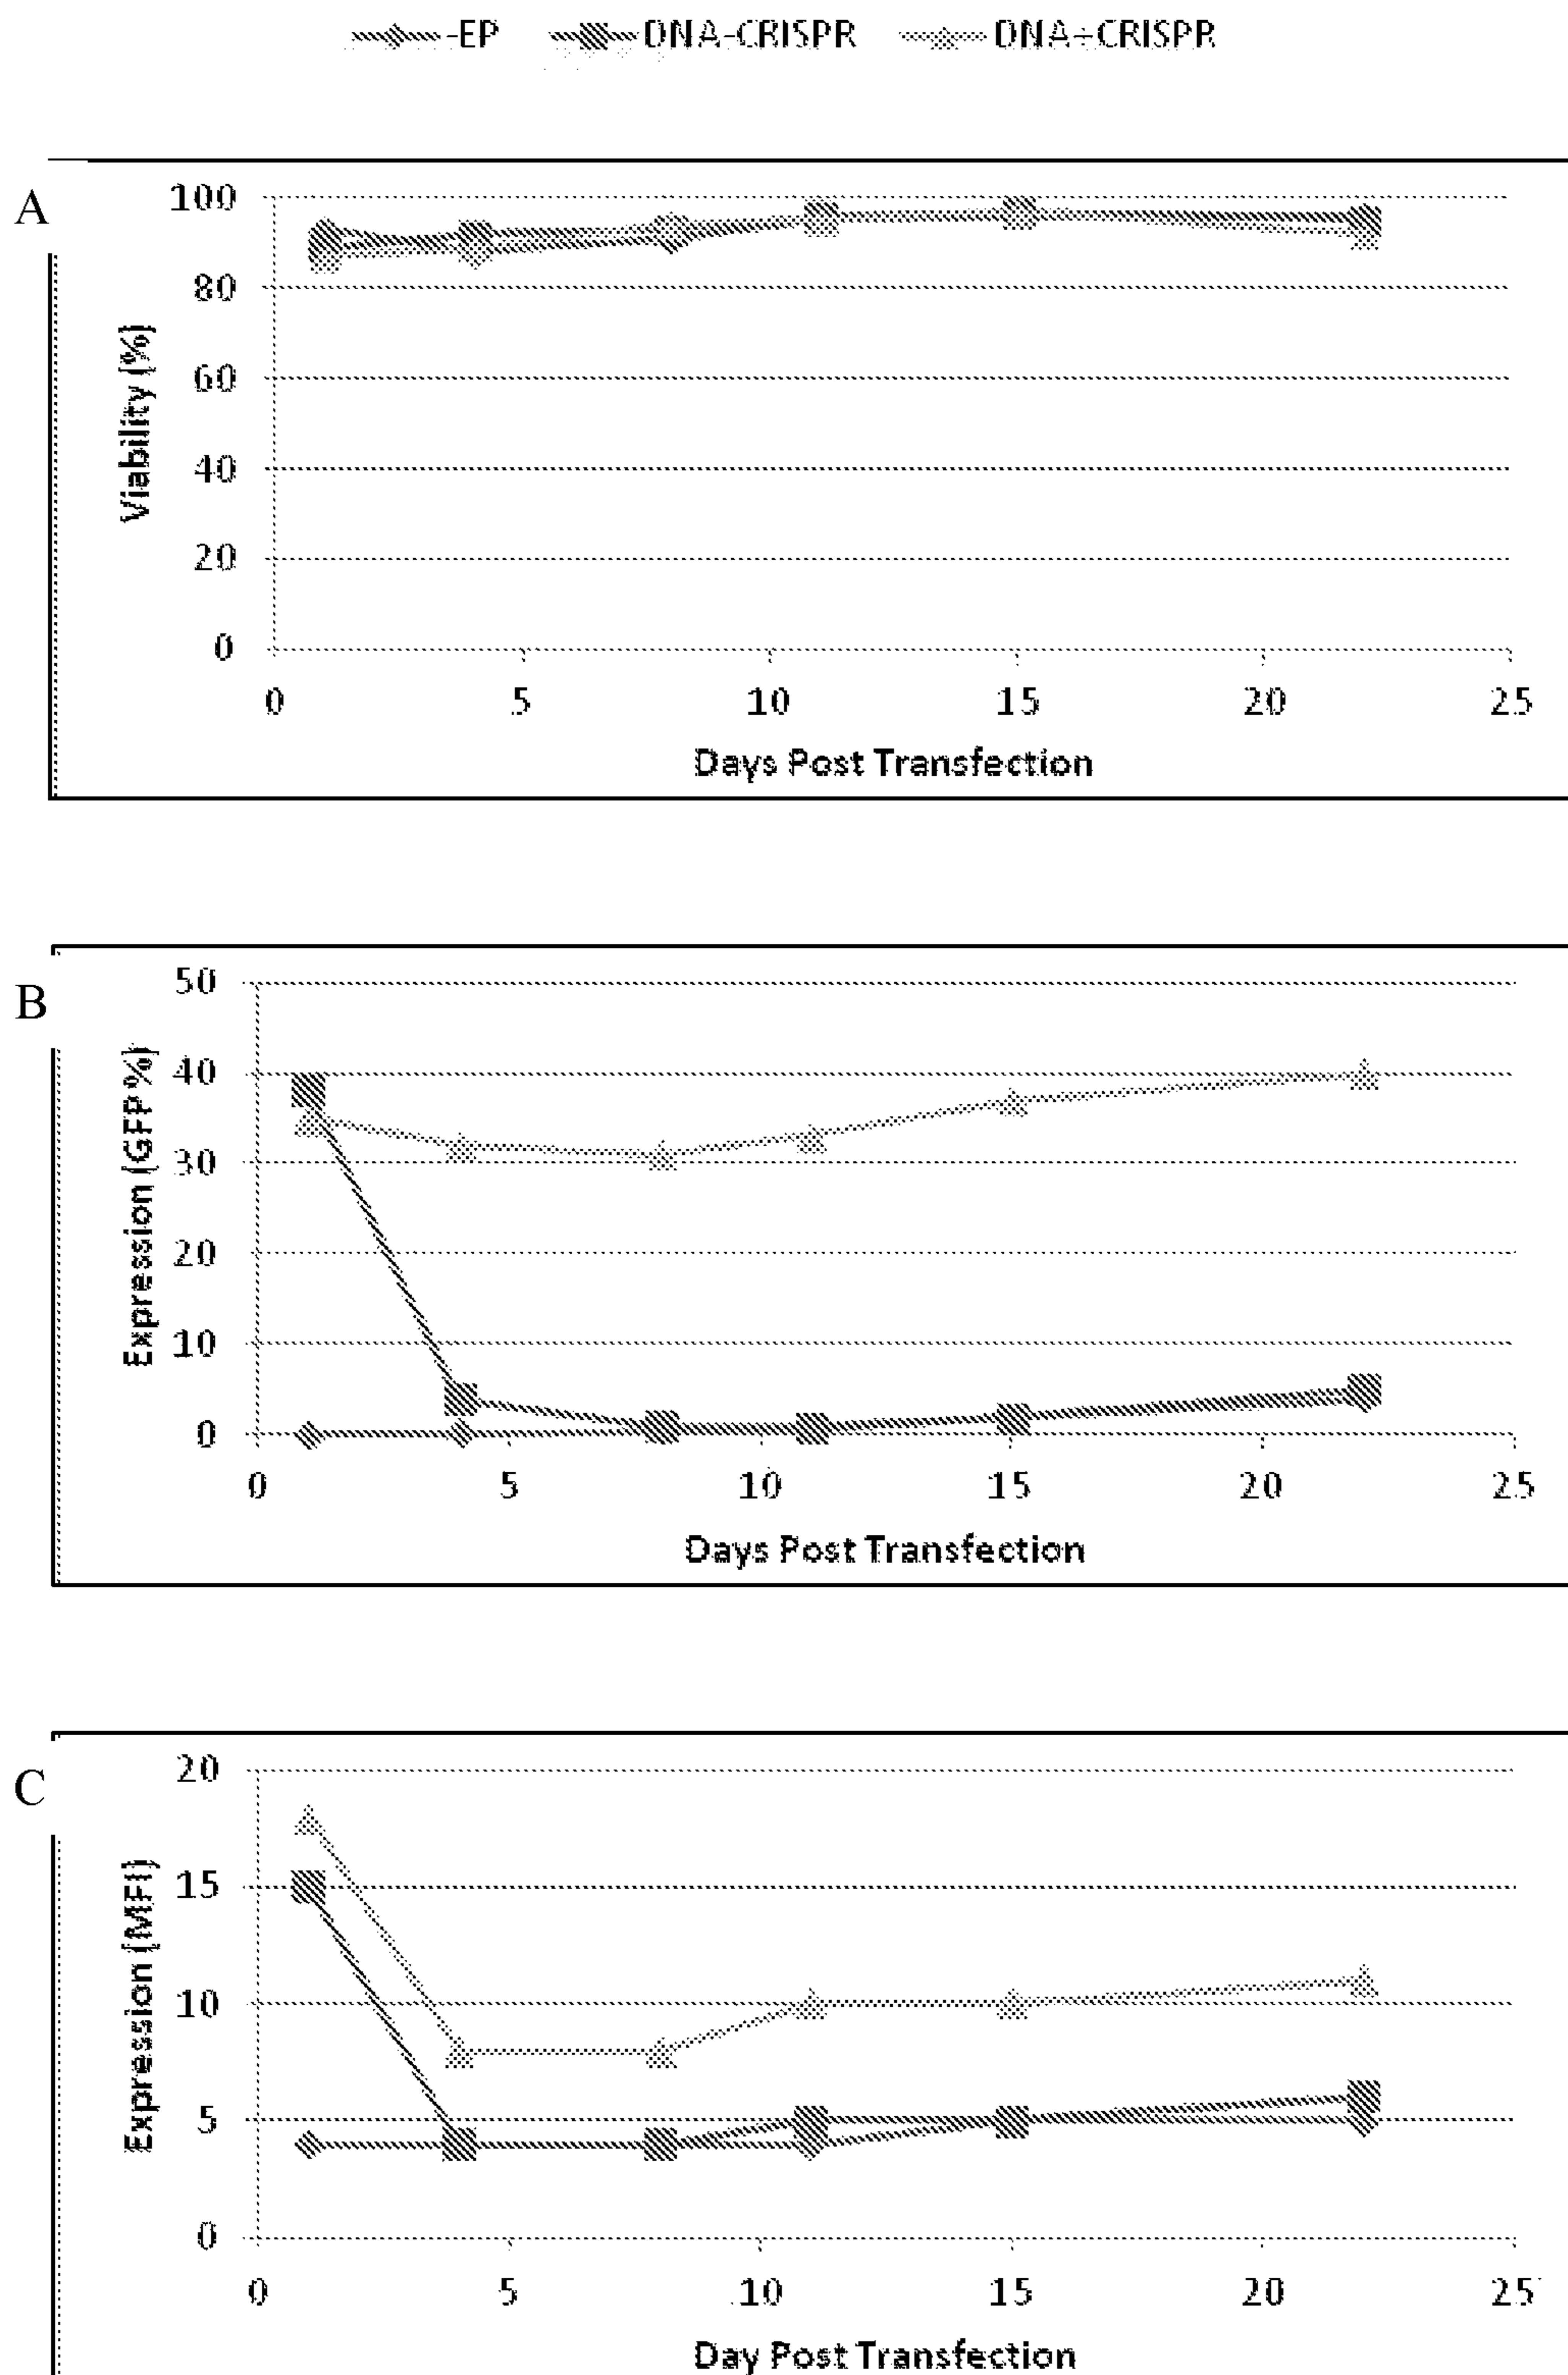 -EP DNA-CRISPR DNA+CRISPR
A
100
80
60
40
20
0
Viability (%)
0 5 10 15 20 25
Days Post Transfection
B
50
40
30
20
10
0
Expression (GFP %)
0 5 10 15 20 25
Days Post Transfection
C
20
15
10
5
0
Expression (MFI)
0 5 10 15 20 25
Day Post Transfection